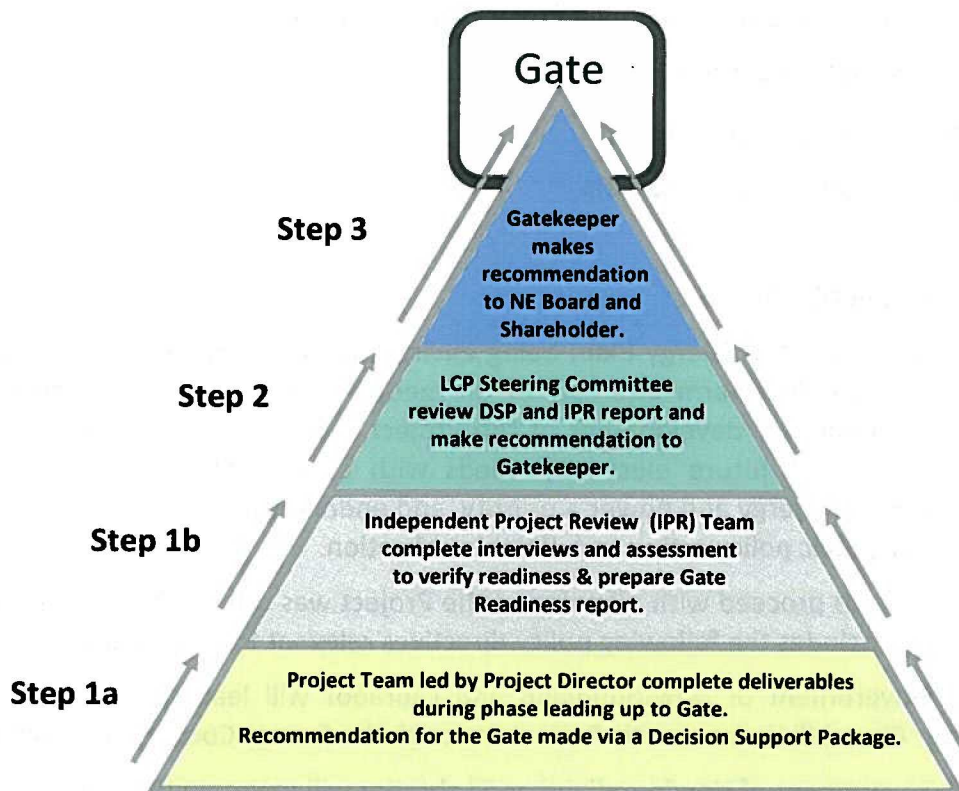 Gate
Step 3
Gatekeeper
makes
recommendation
to NE Board and
Shareholder.
Step 2
LCP Steering Committee
review DSP and IPR report and
make recommendation to
Gatekeeper.
Step 1b
Independent Project Review (IPR) Team
complete interviews and assessment
to verify readiness & prepare Gate
Readiness report.
Step 1a
Project Team led by Project Director complete deliverables
during phase leading up to Gate.
Recommendation for the Gate made via a Decision Support Package.